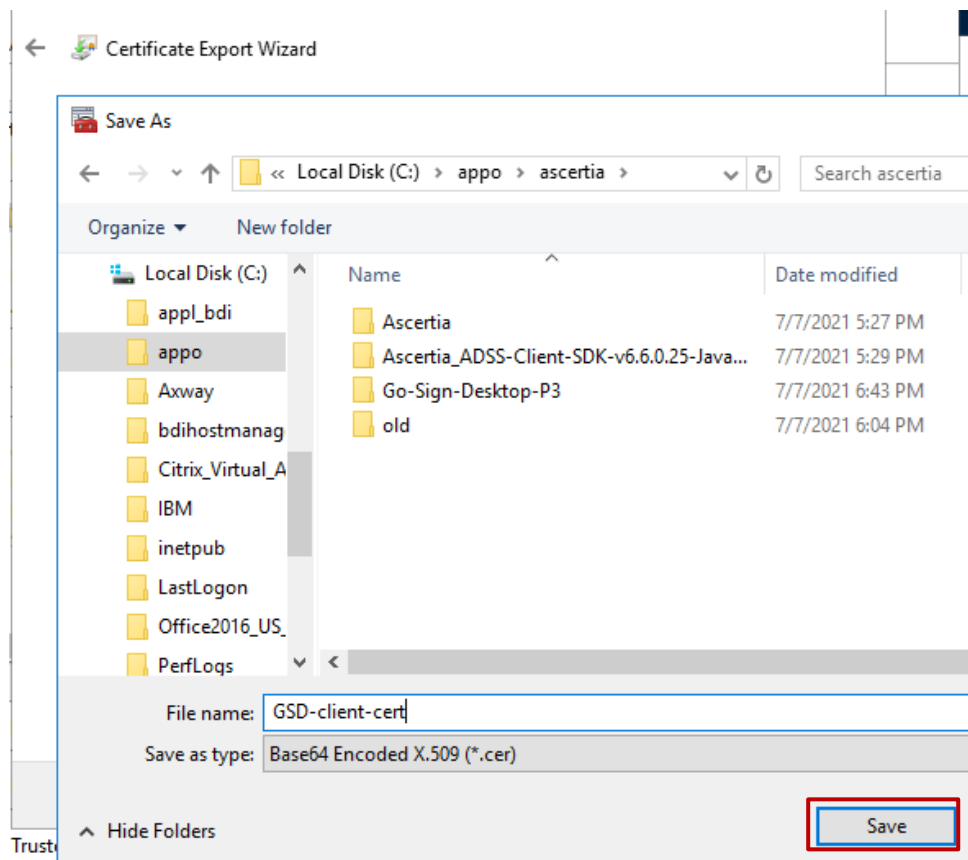 Certificate Export Wizard
Save As
« Local Disk (C:) › appo › ascertia ›
Search ascertia
Organize
New folder
Local Disk (C:)
Name
Date modified
appl_bdi
Ascertia
7/7/2021 5:27 PM
appo
Ascertia_ADSS-Client-SDK-v6.6.0.25-Java...
7/7/2021 5:29 PM
Axway
Go-Sign-Desktop-P3
7/7/2021 6:43 PM
bdihostmanag
old
7/7/2021 6:04 PM
Citrix_Virtual_A
IBM
inetpub
LastLogon
Office2016_US_
PerfLogs
File name: GSD-client-cert
Save as type: Base64 Encoded X.509 (*.cer)
Hide Folders
Save
Truste